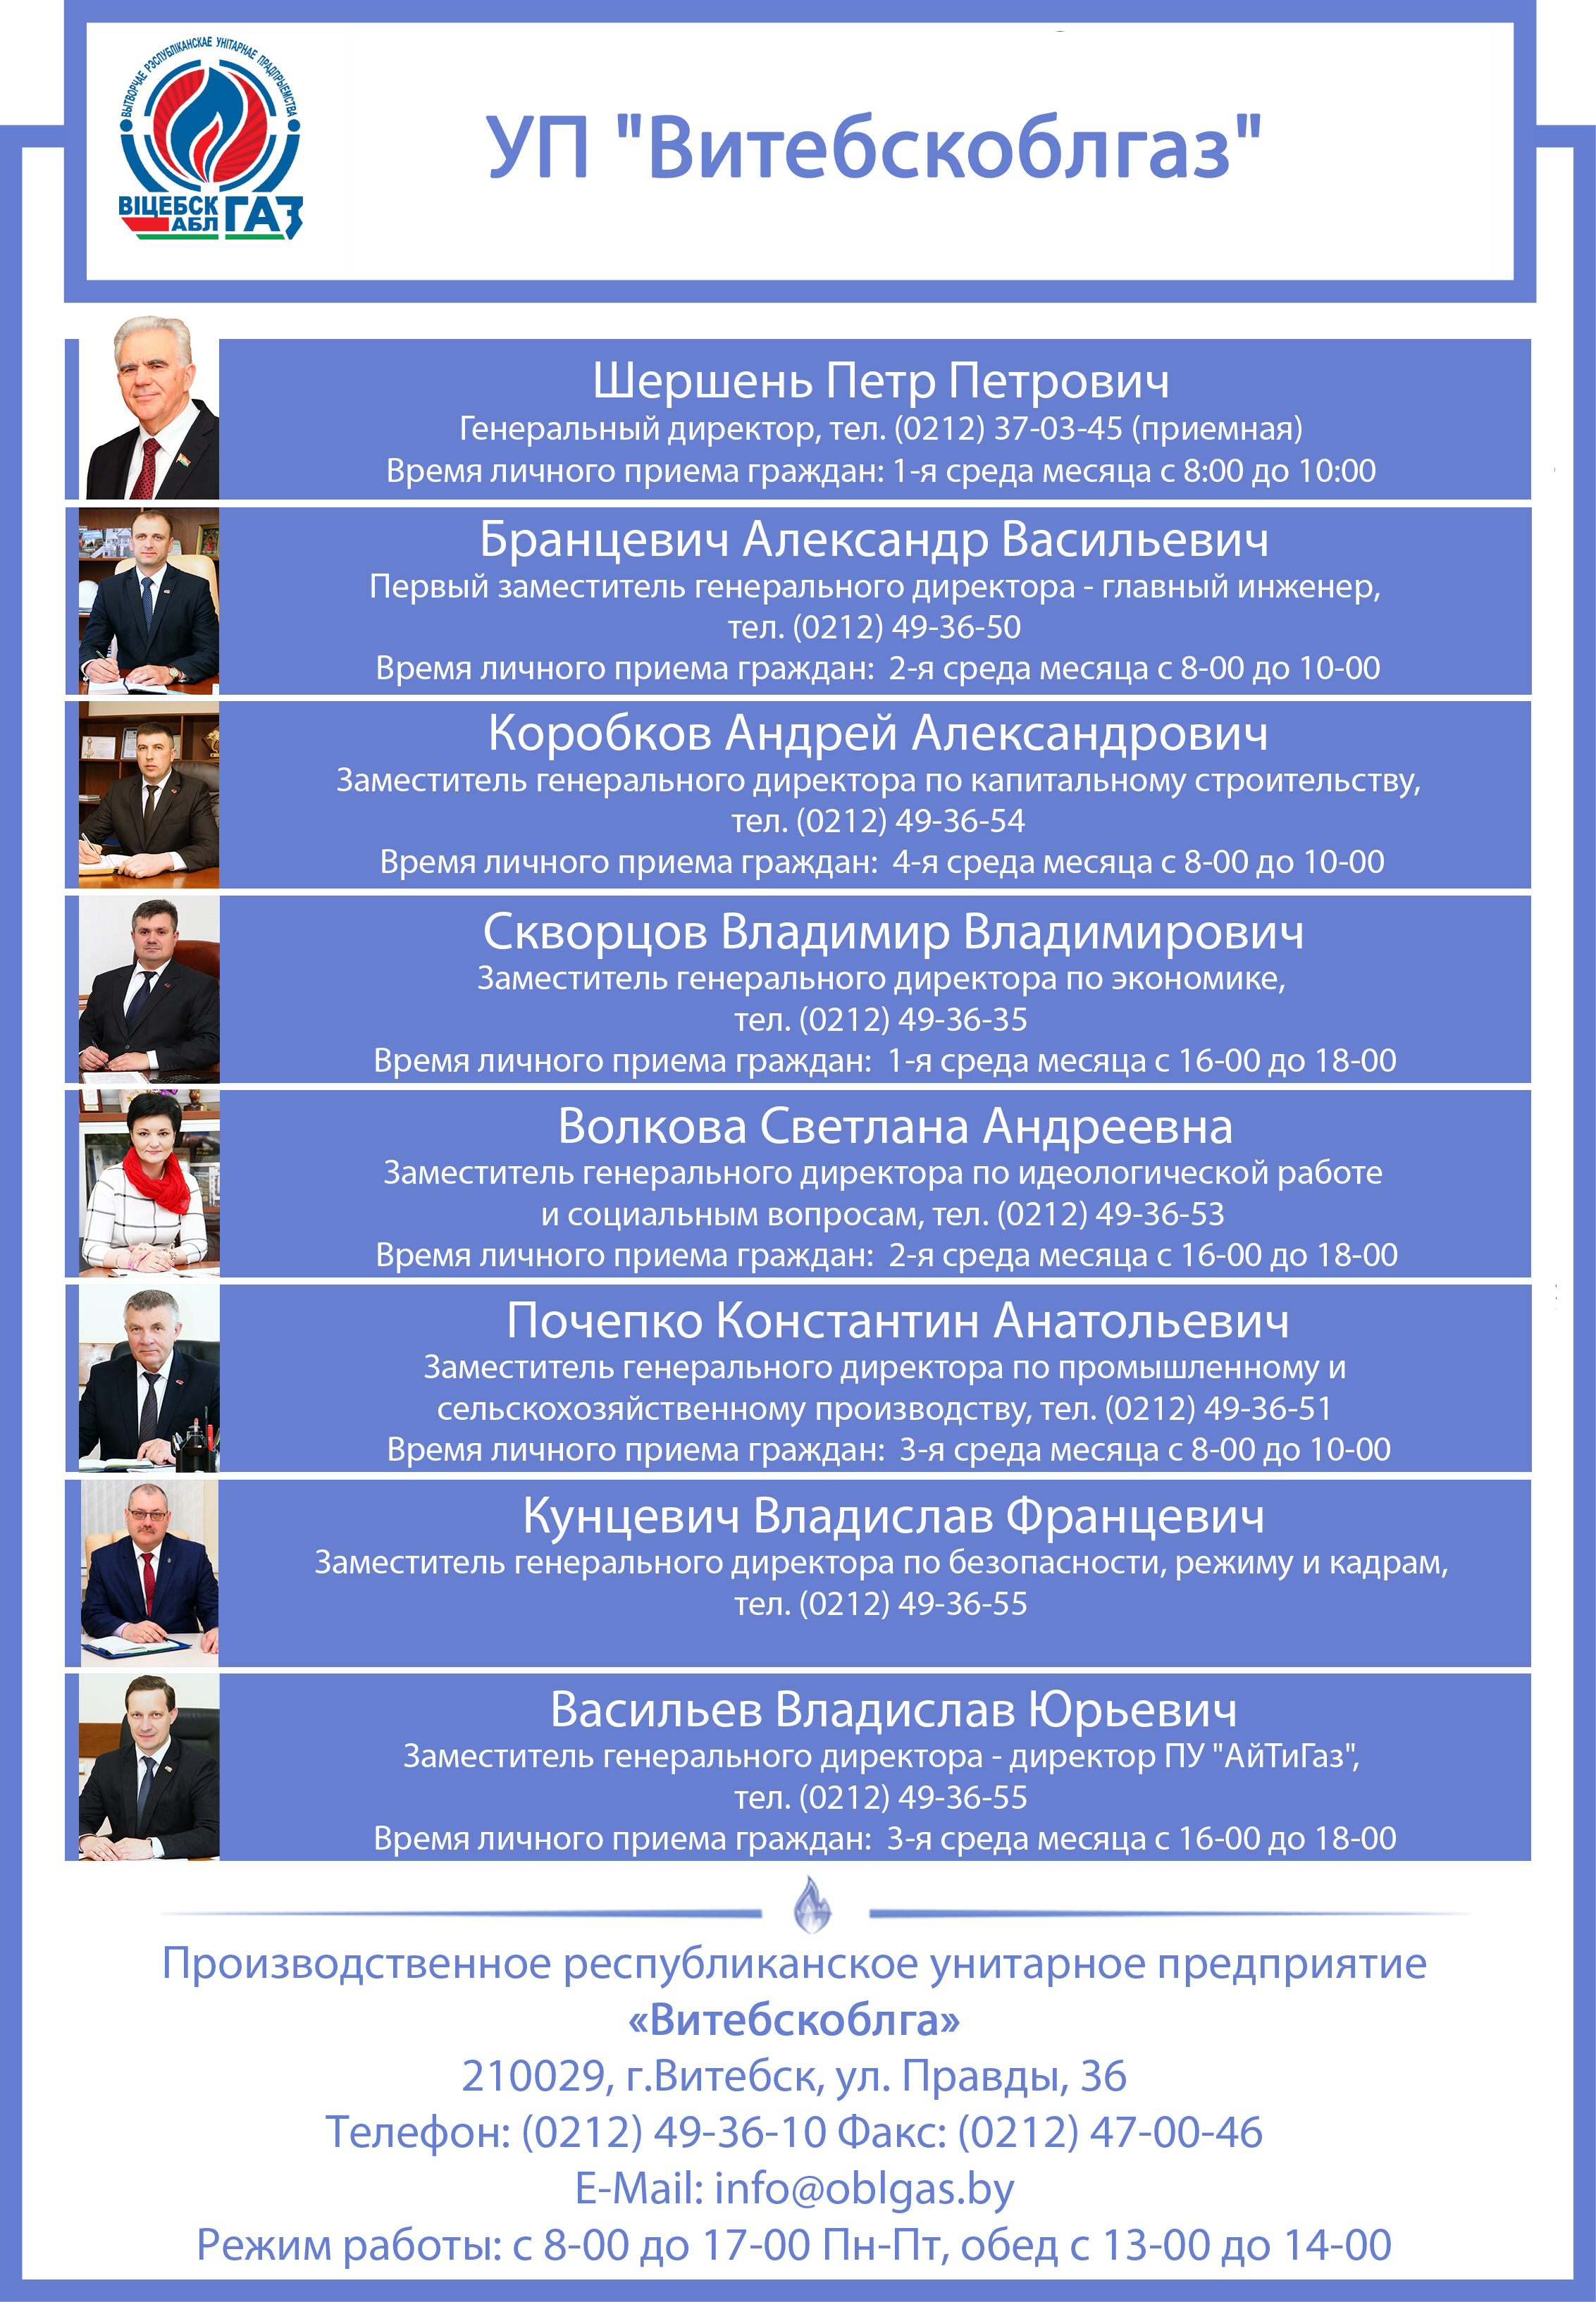 ВЫТВОРЧАЕ РЭСПУБЛІКАНСКАЕ УНІТАРНАЕ ПРАДПРЫЕМСТВА
ВІЦЕБСК
АБЛ
ГАЗ
УП "Витебскоблгаз"
Шершень Петр Петрович
Генеральный директор, тел. (0212) 37-03-45 (приемная)
Время личного приема граждан: 1-я среда месяца с 8:00 до 10:00
Бранцевич Александр Васильевич
Первый заместитель генерального директора - главный инженер,
тел. (0212) 49-36-50
Время личного приема граждан: 2-я среда месяца с 8-00 до 10-00
Коробков Андрей Александрович
Заместитель генерального директора по капитальному строительству,
тел. (0212) 49-36-54
Время личного приема граждан: 4-я среда месяца с 8-00 до 10-00
Скворцов Владимир Владимирович
Заместитель генерального директора по экономике,
тел. (0212) 49-36-35
Время личного приема граждан: 1-я среда месяца с 16-00 до 18-00
Волкова Светлана Андреевна
Заместитель генерального директора по идеологической работе
и социальным вопросам, тел. (0212) 49-36-53
Время личного приема граждан: 2-я среда месяца с 16-00 до 18-00
Почепко Константин Анатольевич
Заместитель генерального директора по промышленному и
сельскохозяйственному производству, тел. (0212) 49-36-51
Время личного приема граждан: 3-я среда месяца с 8-00 до 10-00
Кунцевич Владислав Францевич
Заместитель генерального директора по безопасности, режиму и кадрам,
тел. (0212) 49-36-55
Васильев Владислав Юрьевич
Заместитель генерального директора - директор ПУ "АйТиГаз",
тел. (0212) 49-36-55
Время личного приема граждан: 3-я среда месяца с 16-00 до 18-00
Производственное республиканское унитарное предприятие
«Витебскоблга»
210029, г.Витебск, ул. Правды, 36
Телефон: (0212) 49-36-10 Факс: (0212) 47-00-46
E-Mail: info@oblgas.by
Режим работы: с 8-00 до 17-00 Пн-Пт, обед с 13-00 до 14-00